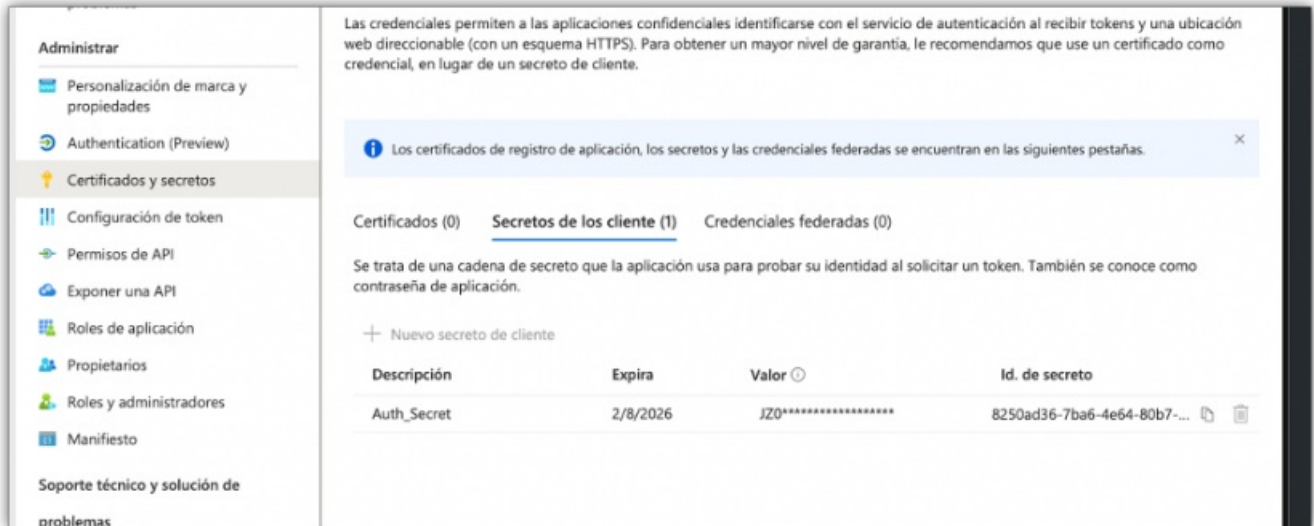 Administrar
Personalización de marca y
propiedades
Authentication (Preview)
Certificados y secretos
Configuración de token
Permisos de API
Exponer una API
Roles de aplicación
Propietarios
Roles y administradores
Manifiesto
Soporte técnico y solución de
problemas
Las credenciales permiten a las aplicaciones confidenciales identificarse con el servicio de autenticación al recibir tokens y una ubicación
web direccionable (con un esquema HTTPS). Para obtener un mayor nivel de garantia, le recomendamos que use un certificado como
credencial, en lugar de un secreto de cliente.
Los certificados de registro de aplicación, los secretos y las credenciales federadas se encuentran en las siguientes pestañas.
Certificados (0) Secretos de los cliente (1) Credenciales federadas (0)
Se trata de una cadena de secreto que la aplicación usa para probar su identidad al solicitar un token. También se conoce como
contraseña de aplicación.
Nuevo secreto de cliente
Descripción Expira Valor Id. de secreto
Auth_Secret 2/8/2026 JZ0****************** 8250ad36-7ba6-4e64-80b7-...